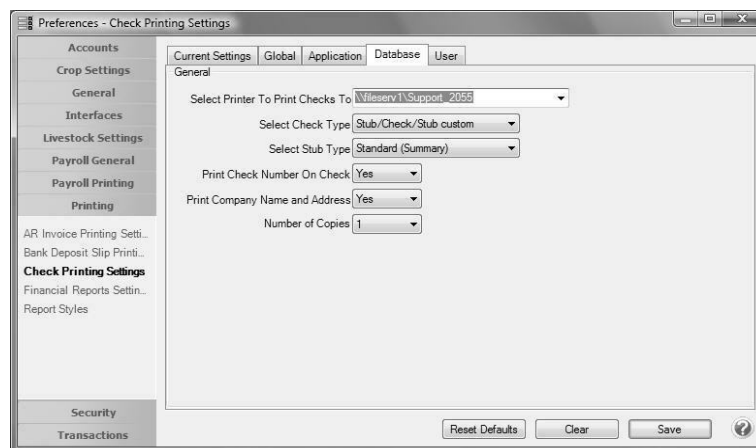 Preferences - Check Printing Settings
Accounts
Crop Settings
General
Interfaces
Livestock Settings
Payroll General
Payroll Printing
Printing
AR Invoice Printing Setti...
Bank Deposit Slip Printi...
Check Printing Settings
Financial Reports Settin...
Report Styles
Security
Transactions
Current Settings Global Application Database User
General
Select Printer To Print Checks To \\fileserv1\Support_2055
Select Check Type Stub/Check/Stub custom
Select Stub Type Standard (Summary)
Print Check Number On Check Yes
Print Company Name and Address Yes
Number of Copies 1
Reset Defaults Clear Save ?